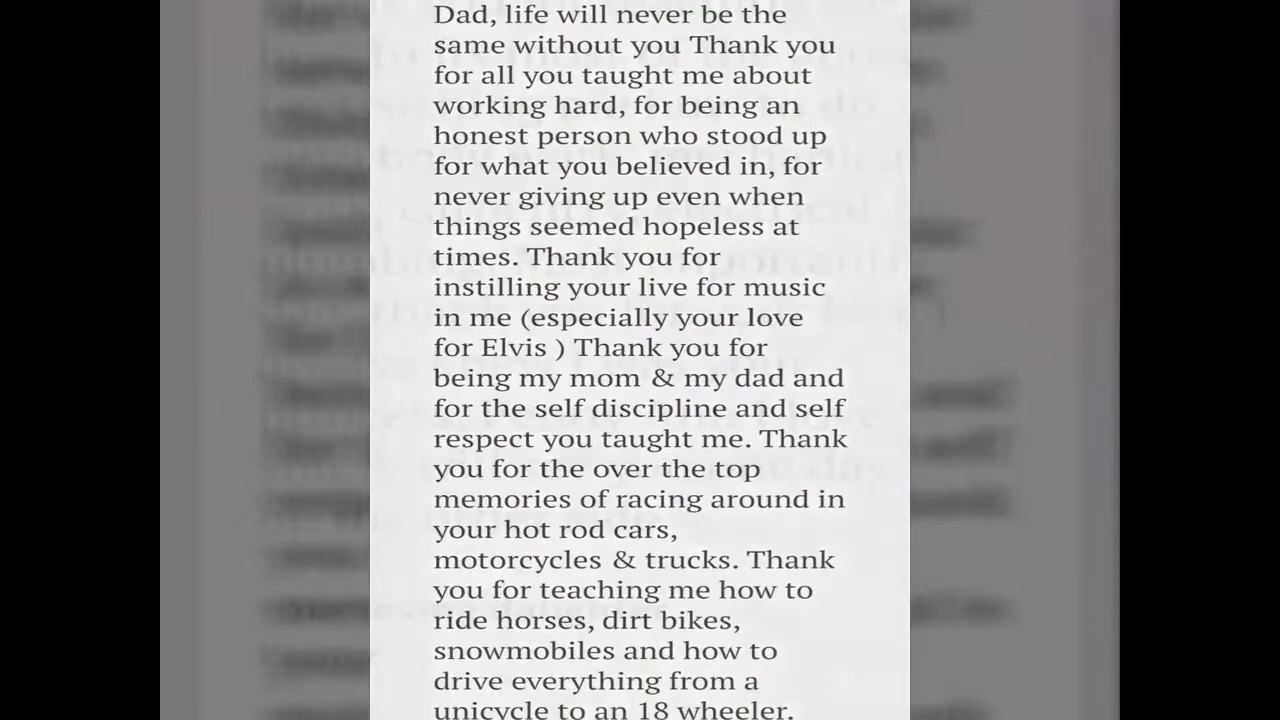 Dad, life will never be the
same without you Thank you
for all you taught me about
working hard, for being an
honest person who stood up
for what you believed in, for
never giving up even when
things seemed hopeless at
times. Thank you for
instilling your live for music
in me (especially your love
for Elvis ) Thank you for
being my mom & my dad and
for the self discipline and self
respect you taught me. Thank
you for the over the top
memories of racing around in
your hot rod cars,
motorcycles & trucks. Thank
you for teaching me how to
ride horses, dirt bikes,
snowmobiles and how to
drive everything from a
unicycle to an 18 wheeler.